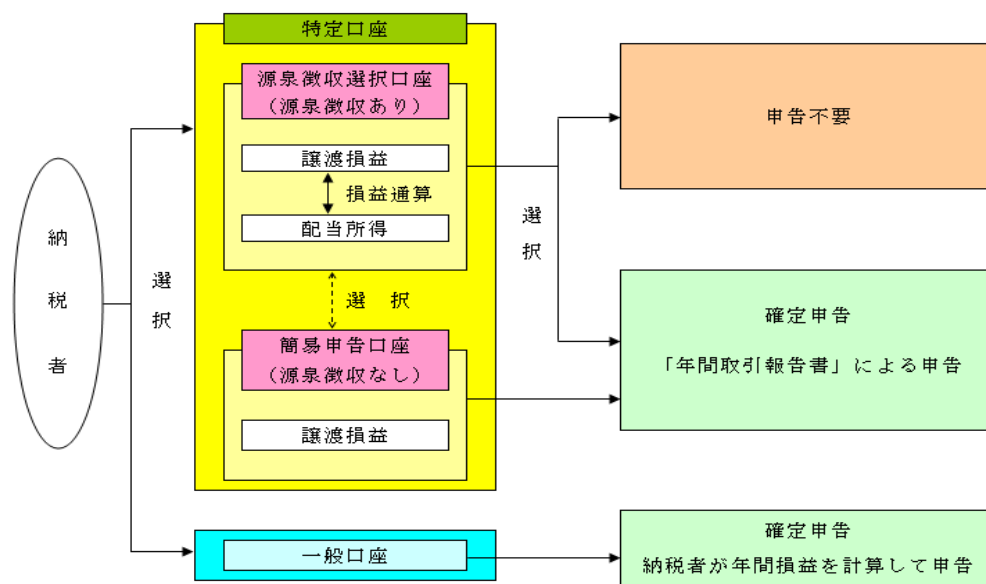 特定口座
源泉徴収選択口座
（源泉徴収あり）
譲渡損益
損益通算
配当所得
選択
簡易申告口座
（源泉徴収なし）
譲渡損益
一般口座
納税者
選択
選択
申告不要
確定申告
「年間取引報告書」による申告
確定申告
納税者が年間損益を計算して申告